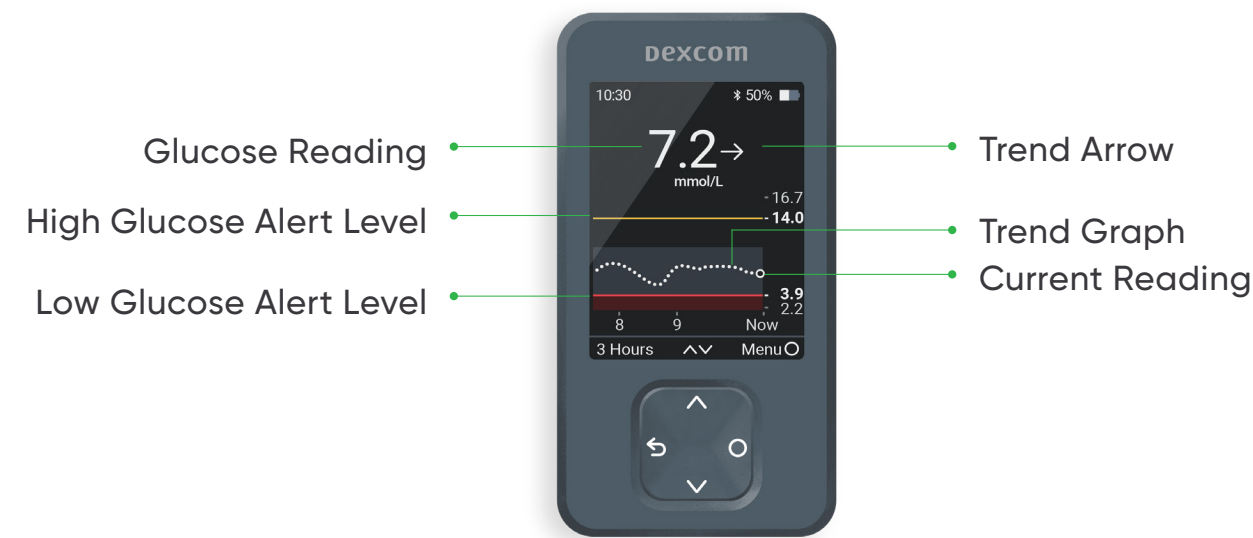 Dexcom
10:30
50%
7.2→
mmol/L
16.7
14.0
3.9
2.2
8 9 Now
3 Hours Menu
Glucose Reading
High Glucose Alert Level
Low Glucose Alert Level
Trend Arrow
Trend Graph
Current Reading